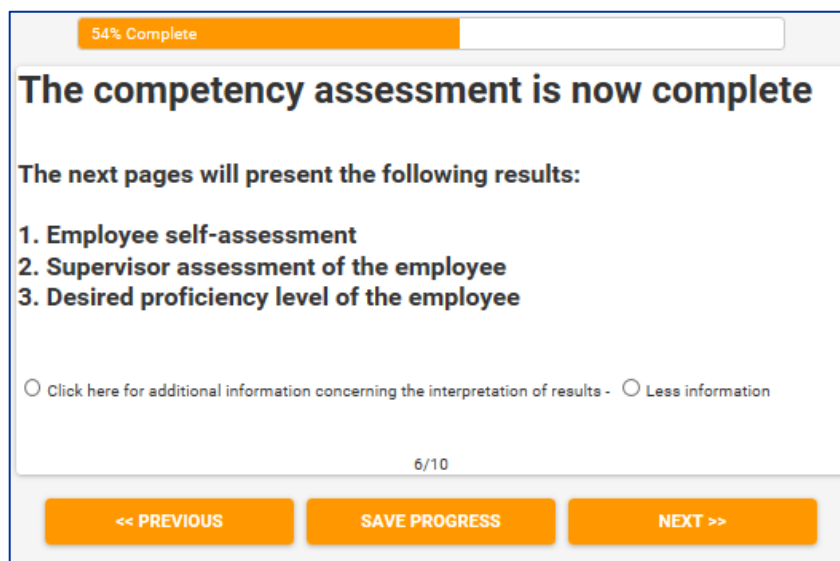 54% Complete
The competency assessment is now complete
The next pages will present the following results:
1. Employee self-assessment
2. Supervisor assessment of the employee
3. Desired proficiency level of the employee
Click here for additional information concerning the interpretation of results - Less information
6/10
<< PREVIOUS SAVE PROGRESS NEXT >>